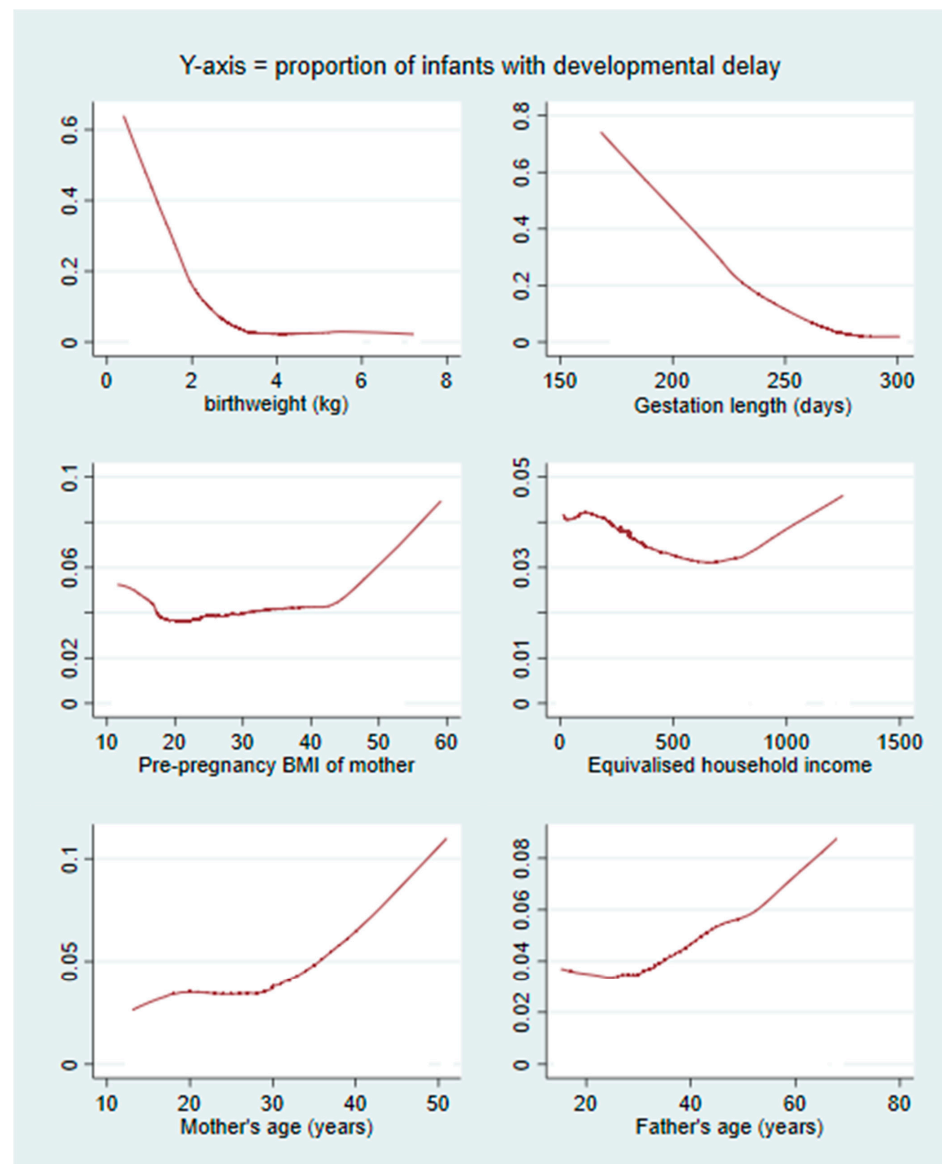 Y-axis = proportion of infants with developmental delay
0.6
0.4
0.2
0
0 2 4 6 8
birthweight (kg)
0.8
0.6
0.4
0.2
0
150 200 250 300
Gestation length (days)
0.1
0.06
0.02
0
10 20 30 40 50 60
Pre-pregnancy BMI of mother
0.05
0.03
0.01
0
0 500 1000 1500
Equivalised household income
0.1
0.05
0
10 20 30 40 50
Mother's age (years)
0.08
0.06
0.04
0.02
0
20 40 60 80
Father's age (years)